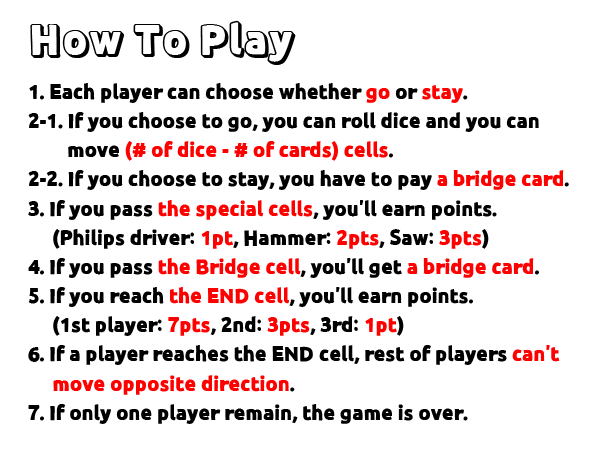 How To Play
1. Each player can choose whether go or stay.
2-1. If you choose to go, you can roll dice and you can
move (# of dice - # of cards) cells.
2-2. If you choose to stay, you have to pay a bridge card.
3. If you pass the special cells, you'll earn points.
(Philips driver: 1pt, Hammer: 2pts, Saw: 3pts)
4. If you pass the Bridge cell, you'll get a bridge card.
5. If you reach the END cell, you'll earn points.
(1st player: 7pts, 2nd: 3pts, 3rd: 1pt)
6. If a player reaches the END cell, rest of players can't
move opposite direction.
7. If only one player remain, the game is over.